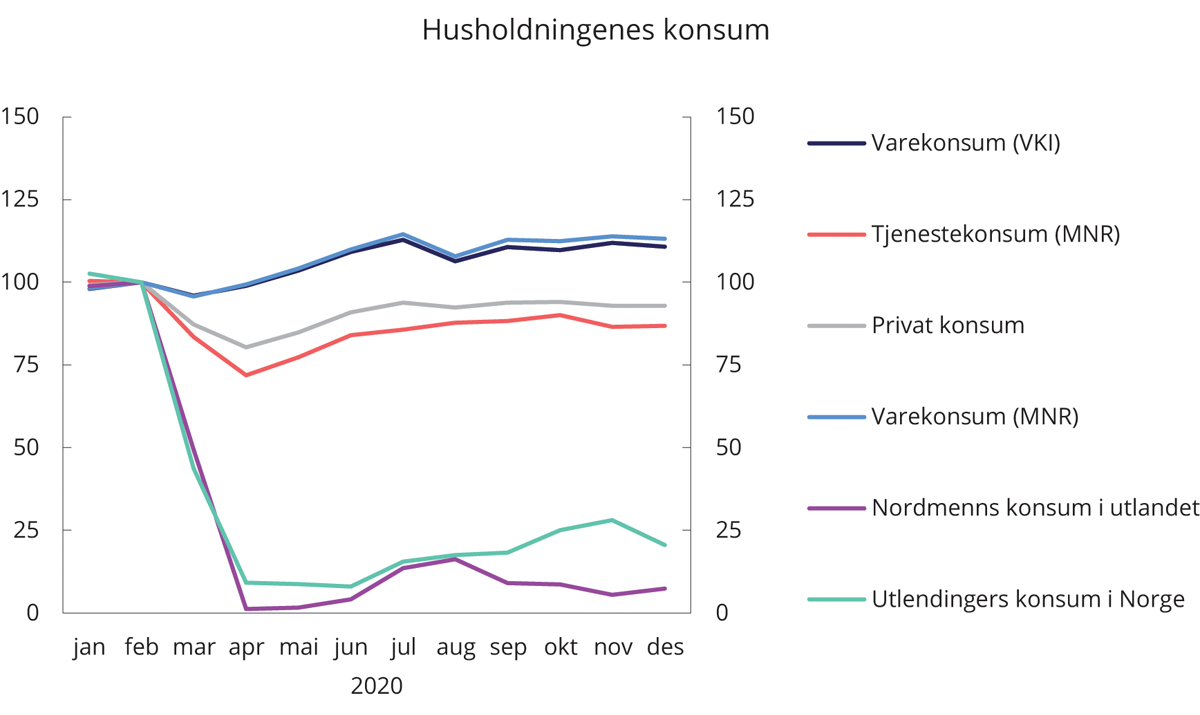 Husholdningenes konsum
150
125
100
75
50
25
0
150
125
100
75
50
25
0
jan feb mar apr mai jun jul aug sep okt nov des
2020
Varekonsum (VKI)
Tjenestekonsum (MNR)
Privat konsum
Varekonsum (MNR)
Nordmenns konsum i utlandet
Utlendingers konsum i Norge